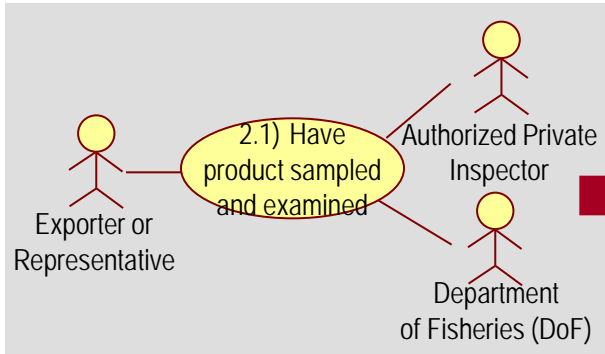 2.1) Have
product sampled
and examined
Authorized Private
Inspector
Exporter or
Representative
Department
of Fisheries (DoF)